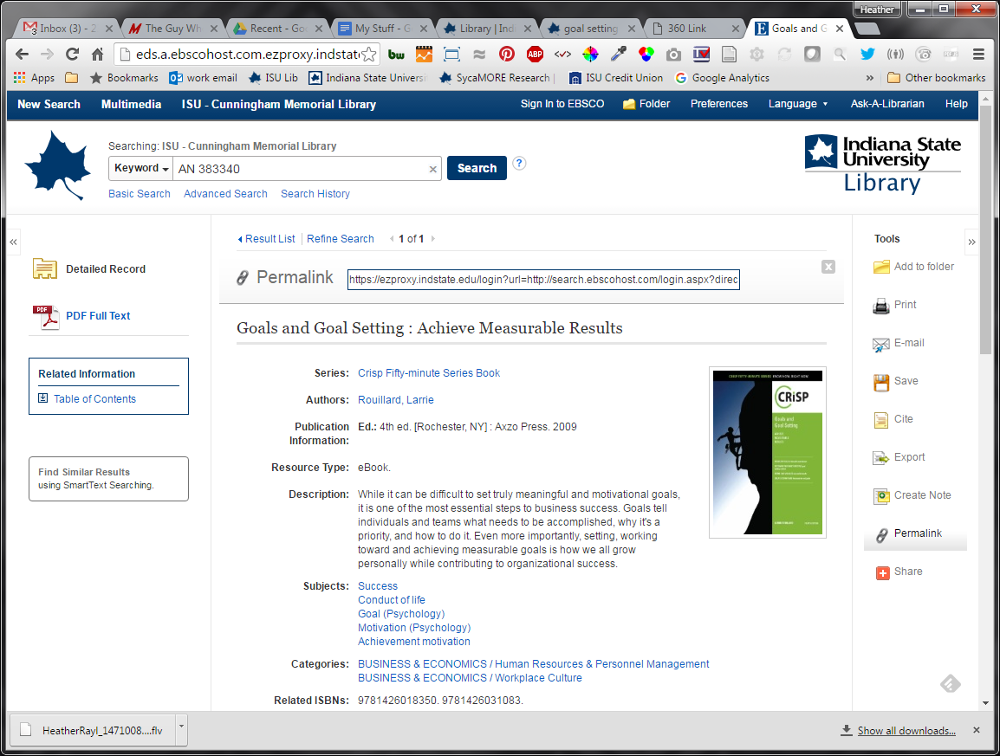 Heather
Inbox (3) - 2
The Guy Wh
Recent - Goo
My Stuff - G
Library | Indi
goal setting
360 Link
Goals and G
eds.a.ebscohost.com.ezproxy.indstat
bw
ABP
Apps
Bookmarks
work email
ISU Lib
Indiana State Universi
SycaMORE Research |
ISU Credit Union
Google Analytics
»
Other bookmarks
New Search
Multimedia
ISU - Cunningham Memorial Library
Sign In to EBSCO
Folder
Preferences
Language
Ask-A-Librarian
Help
Searching: ISU - Cunningham Memorial Library
Keyword
AN 383340
Search
?
Basic Search
Advanced Search
Search History
Indiana State
University
Library
«
Result List
Refine Search
1 of 1
Tools
»
Detailed Record
PDF
PDF Full Text
Related Information
Table of Contents
Find Similar Results
using SmartText Searching.
Permalink
https://ezproxy.indstate.edu/login?url=http://search.ebscohost.com/login.aspx?direc
Goals and Goal Setting : Achieve Measurable Results
Series: Crisp Fifty-minute Series Book
Authors: Rouillard, Larrie
Publication Information: Ed.: 4th ed. [Rochester, NY] : Axzo Press. 2009
Resource Type: eBook.
Description: While it can be difficult to set truly meaningful and motivational goals,
it is one of the most essential steps to business success. Goals tell
individuals and teams what needs to be accomplished, why it's a
priority, and how to do it. Even more importantly, setting, working
toward and achieving measurable goals is how we all grow
personally while contributing to organizational success.
Subjects: Success
Conduct of life
Goal (Psychology)
Motivation (Psychology)
Achievement motivation
Categories: BUSINESS & ECONOMICS / Human Resources & Personnel Management
BUSINESS & ECONOMICS / Workplace Culture
Related ISBNs: 9781426018350. 9781426031083.
CRISP
Goals and
Goal Setting
Add to folder
Print
E-mail
Save
Cite
Export
Create Note
Permalink
Share
HeatherRayl_1471008....flv
Show all downloads...